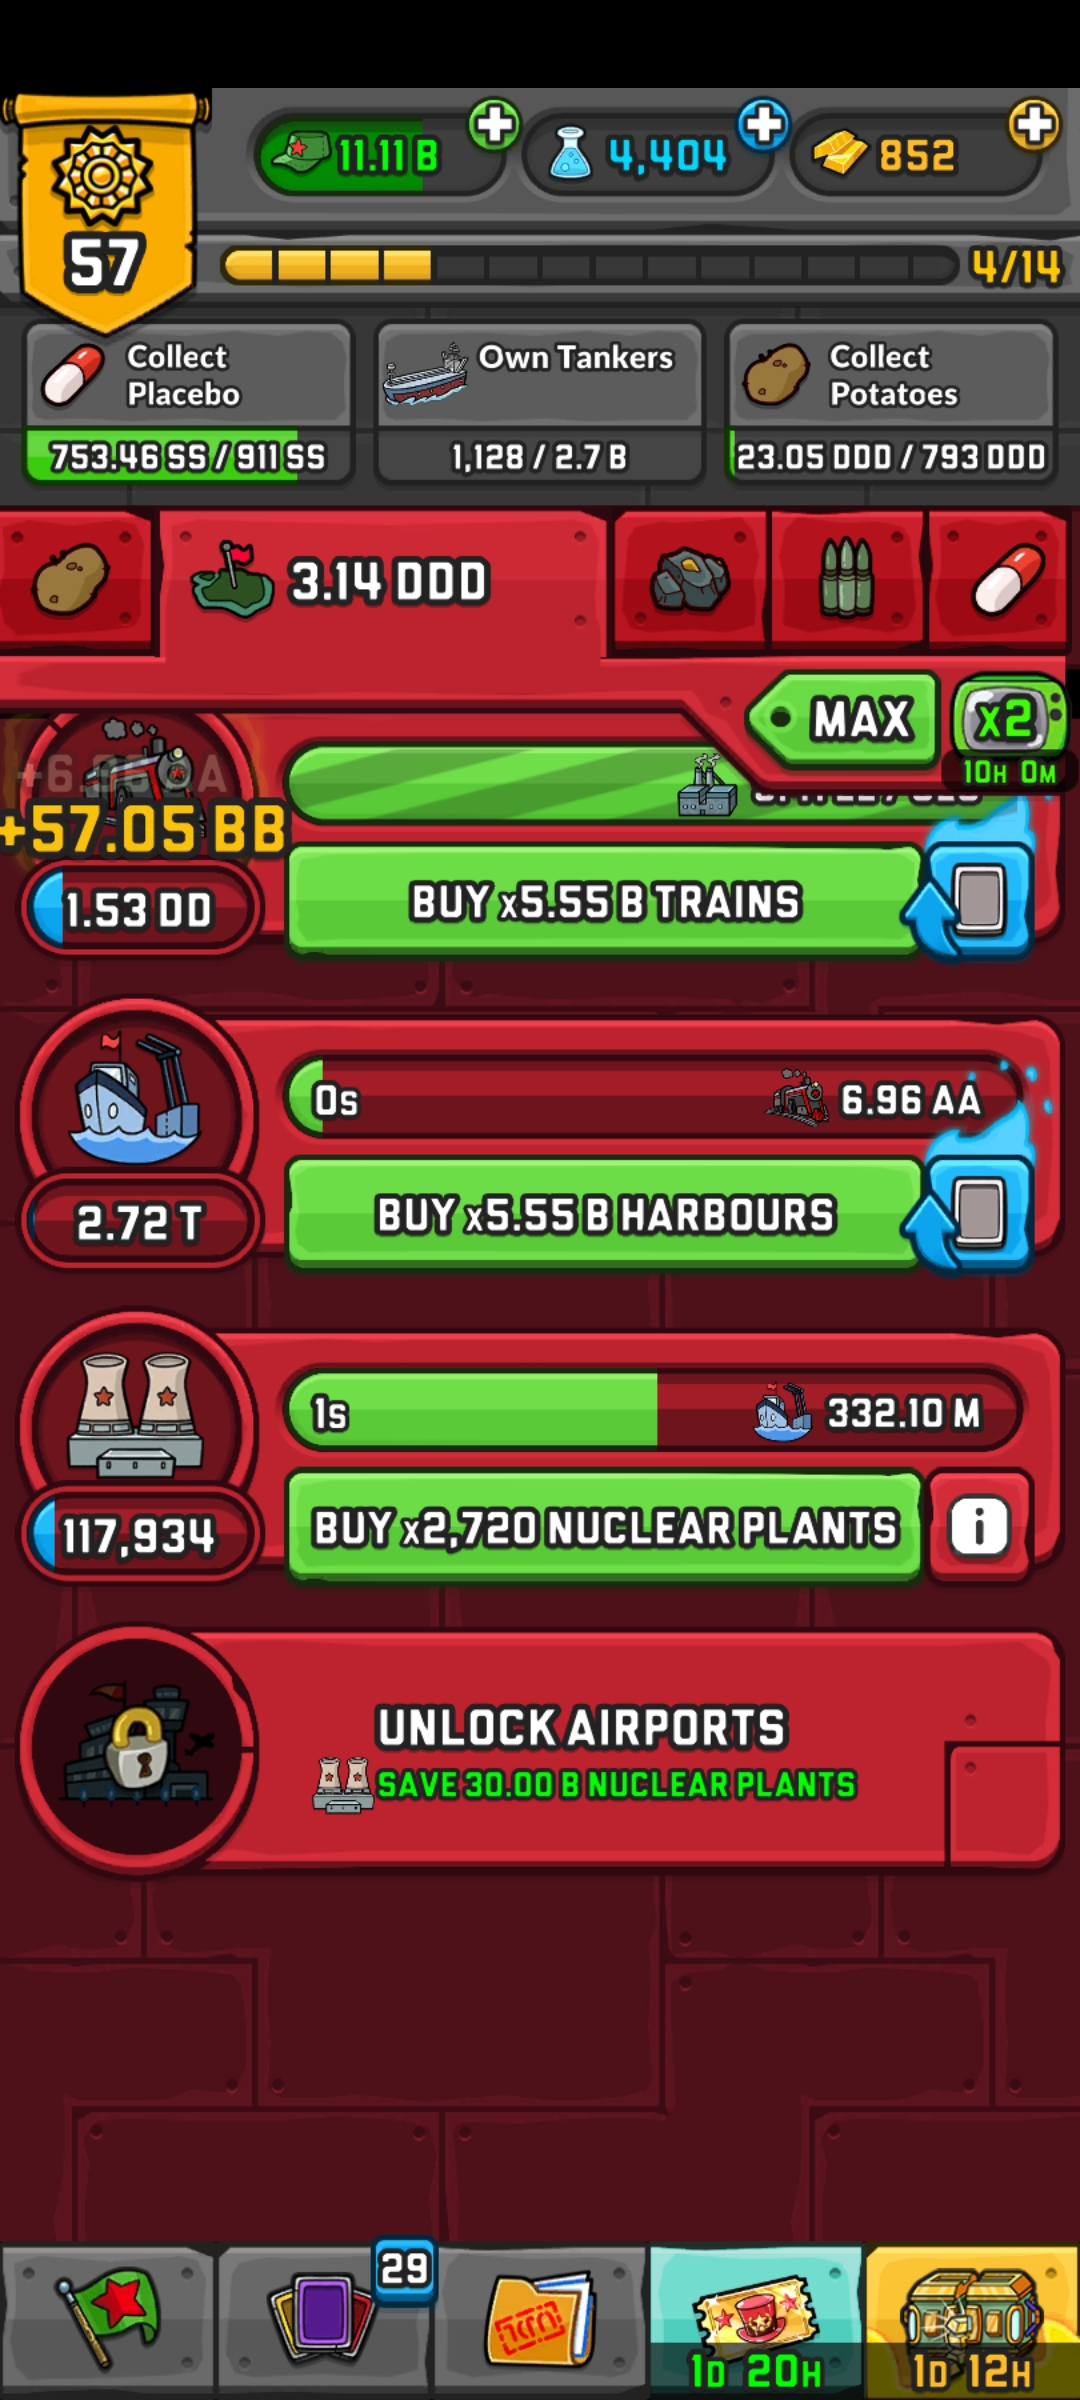 11.11 B
4,404
852
57
4/14
Collect
Placebo
Own Tankers
Collect
Potatoes
753.46 SS / 911 SS
1,128 / 2.7 B
23.05 DDD / 793 DDD
3.14 DDD
MAX
x2
10H 0M
+57.05 BB
1.53 DD
BUY x5.55 B TRAINS
0s
6.96 AA
2.72 T
BUY x5.55 B HARBOURS
1s
332.10 M
117,934
BUY x2,720 NUCLEAR PLANTS
i
UNLOCK AIRPORTS
SAVE 30.00 B NUCLEAR PLANTS
29
1D 20H
1D 12H